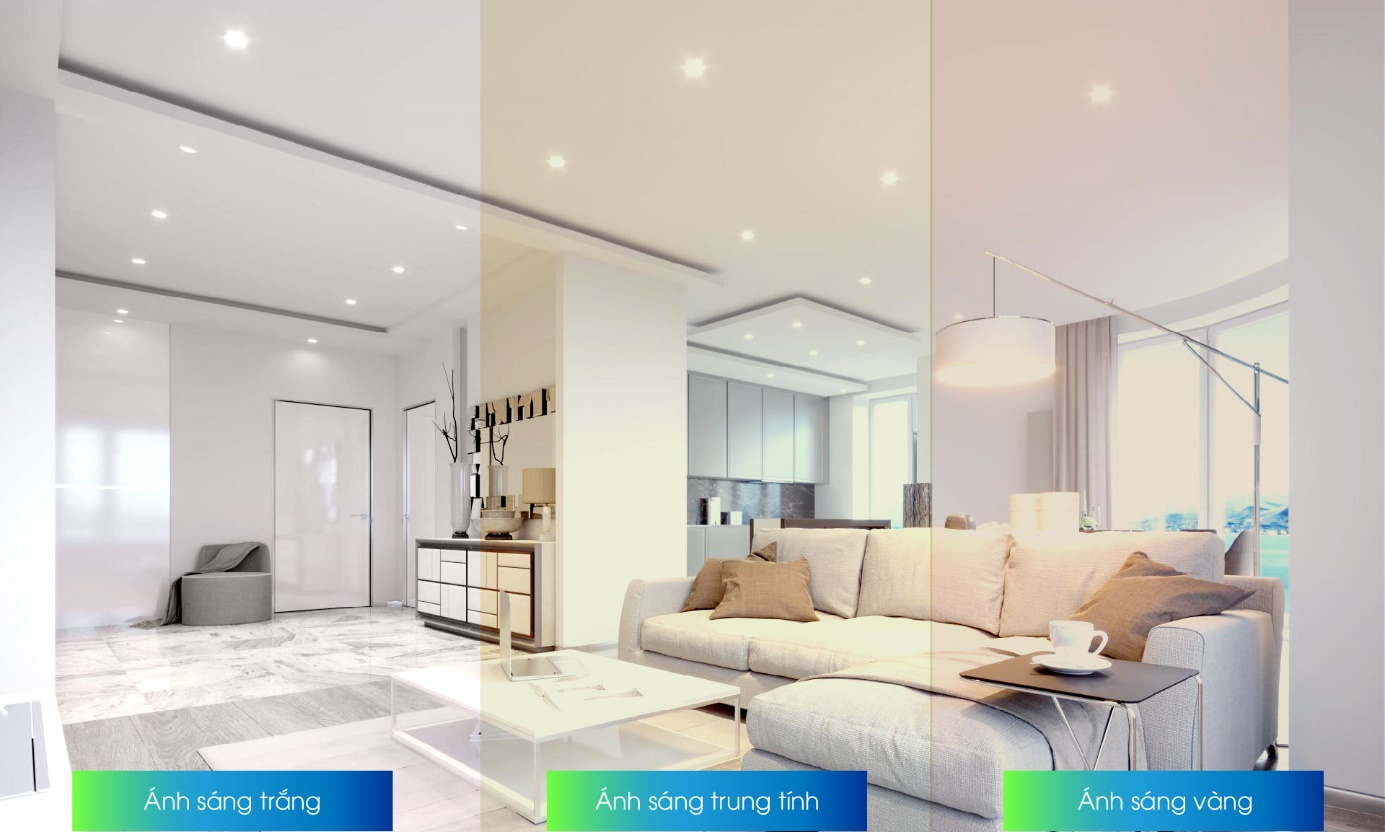 Ánh sáng trắng
Ánh sáng trung tính
Ánh sáng vàng